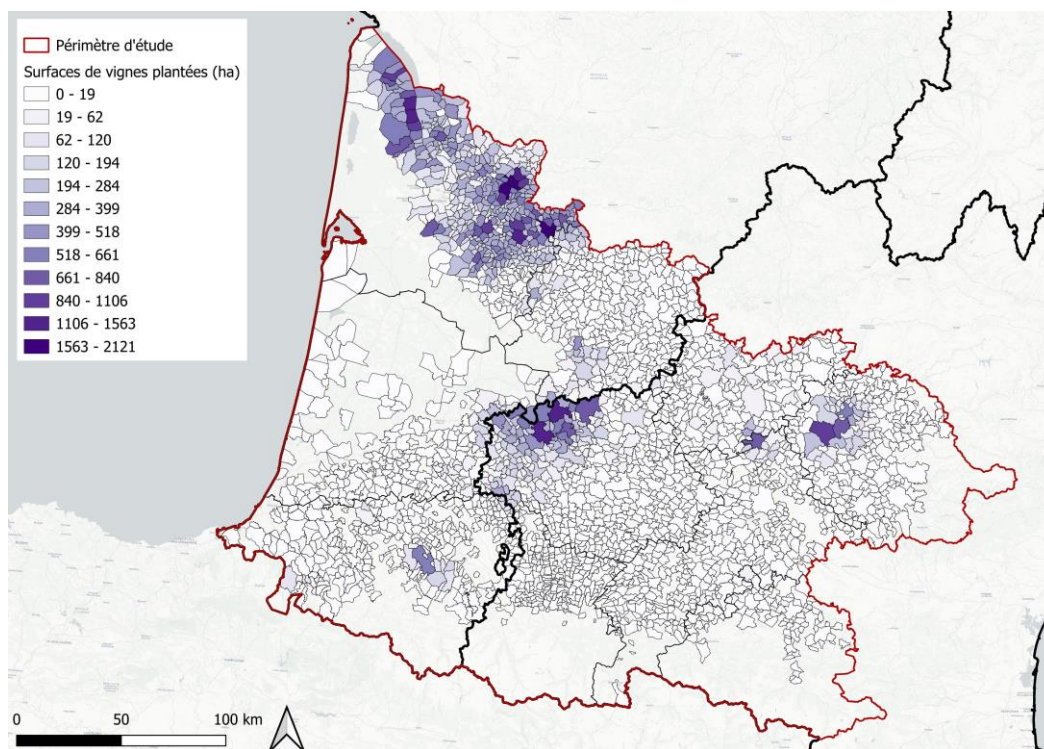 Périmètre d'étude
Surfaces de vignes plantées (ha)
0 - 19
19 - 62
62 - 120
120 - 194
194 - 284
284 - 399
399 - 518
518 - 661
661 - 840
840 - 1106
1106 - 1563
1563 - 2121
0 50 100 km